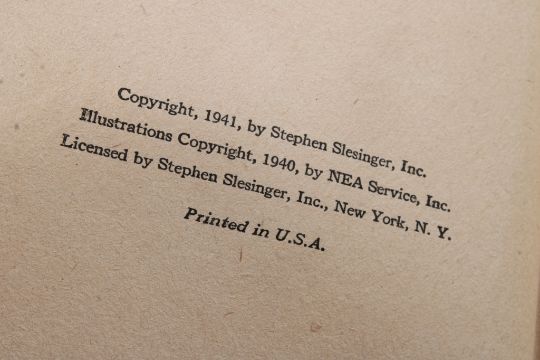 Copyright, 1941, by Stephen Slesinger, Inc.
Illustrations Copyright, 1940, by NEA Service, Inc.
Licensed by Stephen Slesinger, Inc., New York, N. Y.
Printed in U.S.A.